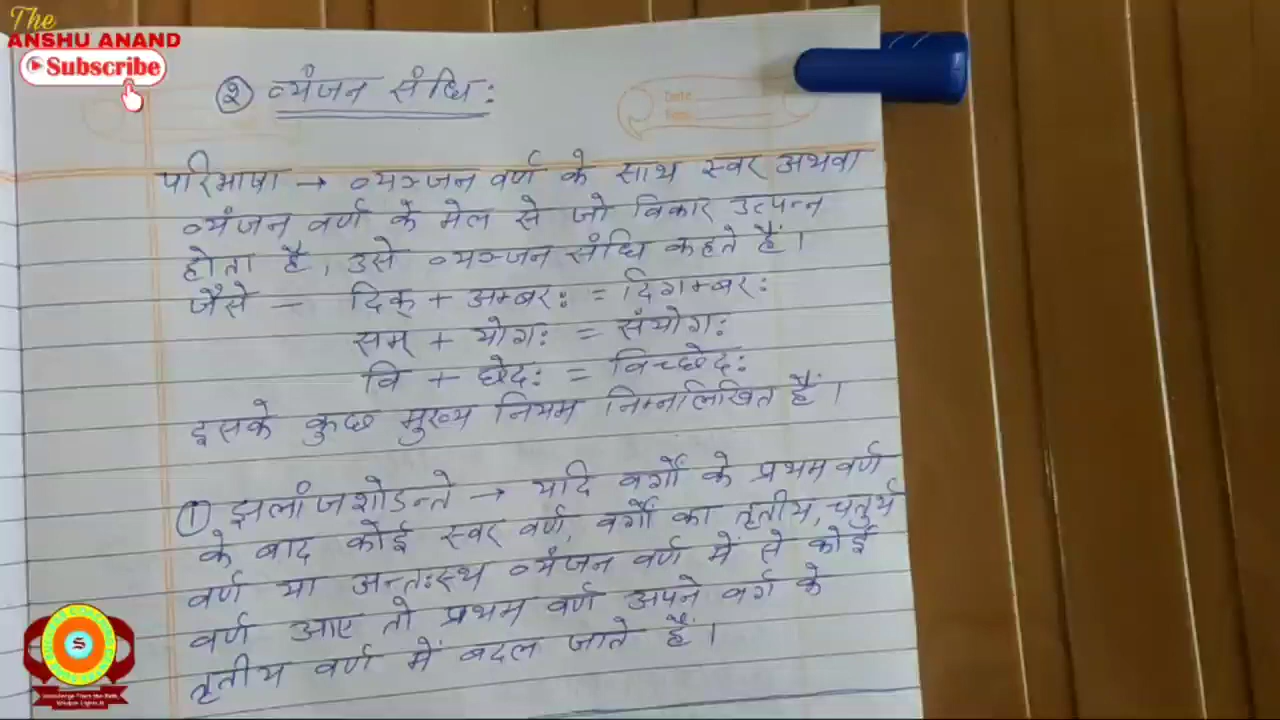 The
ANSHU ANAND
Subscribe
② व्यंजन संधि:
Date
परिभाषा → व्यञ्जन वर्ण के साथ स्वर अथवा
व्यंजन वर्ण के मेल से जो विकार उत्पन्न
होता है, उसे व्यञ्जन संधि कहते हैं।
जैसे – दिक् + अम्बर: = दिगम्बर:
सम् + योग: = संयोग:
वि + छेद: = विच्छेद:
इसके कुछ मुख्य नियम निम्नलिखित हैं।
① झलां जशोडन्ते → यदि वर्गों के प्रथम वर्ण
के बाद कोई स्वर वर्ण, वर्गों का तृतीय, चतुर्थ
वर्ण या अन्तःस्थ व्यंजन वर्ण में से कोई
वर्ण आए तो प्रथम वर्ण अपने वर्ग के
तृतीय वर्ण में बदल जाते हैं।
S